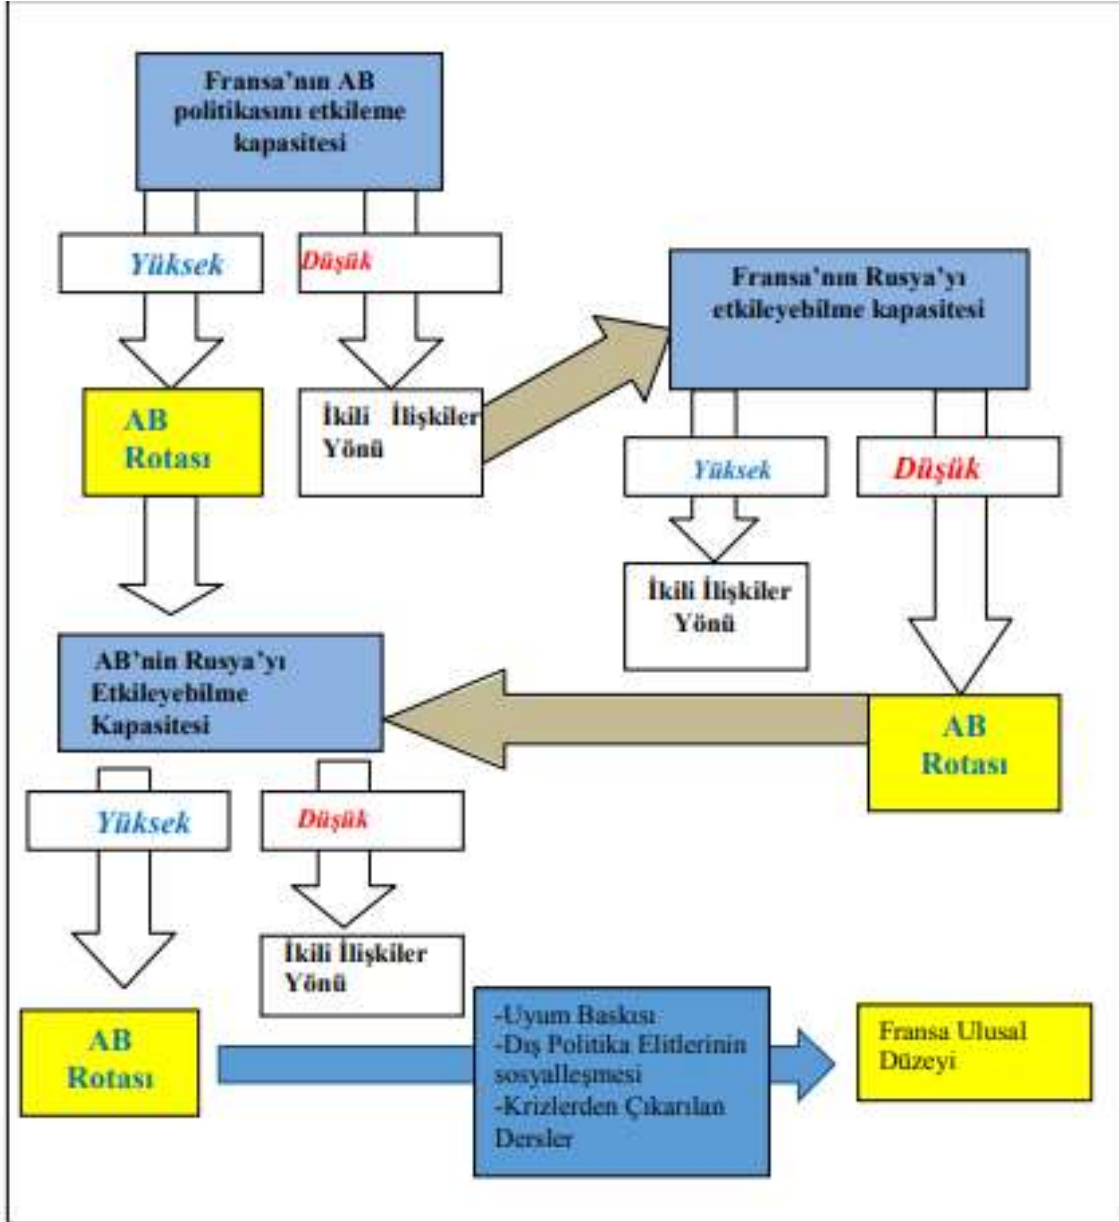 Fransa'nın AB
politikasını etkileme
kapasitesi
Yüksek
Düşük
Fransa'nın Rusya'yı
etkileyebilme kapasitesi
AB
Rotası
İkili İlişkiler
Yönü
Yüksek
Düşük
İkili İlişkiler
Yönü
AB'nin Rusya'yı
Etkileyebilme
Kapasitesi
AB
Rotası
Yüksek
Düşük
İkili İlişkiler
Yönü
AB
Rotası
-Uyum Baskısı
-Dış Politika Elitlerinin
sosyalleşmesi
-Krizlerden Çıkarılan
Dersler
Fransa Ulusal
Düzeyi